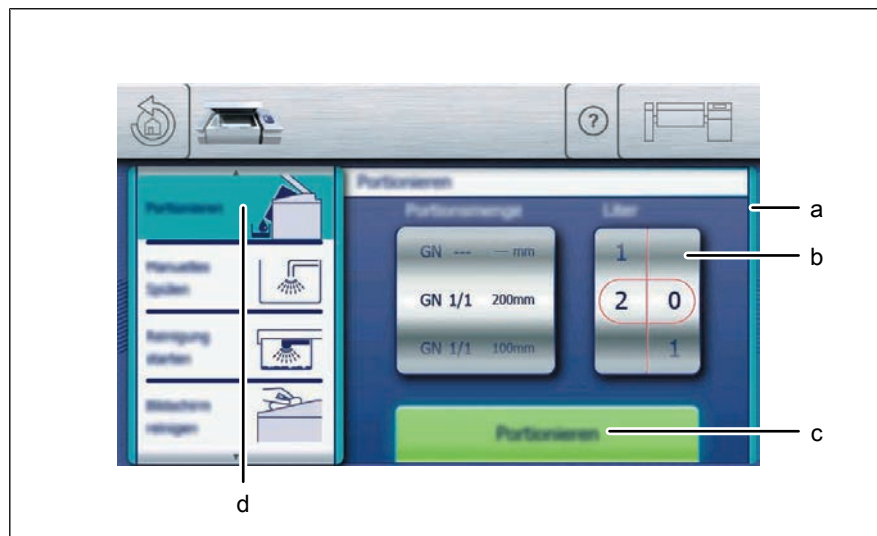 ?
Portionieren
Manuelles
Spülen
Reinigung
starten
Bildschirm
reinigen
Portionieren
Portionsmenge
Liter
GN --- — mm
GN 1/1 200mm
GN 1/1 100mm
1
2 0
1
Portionieren
a
b
c
d